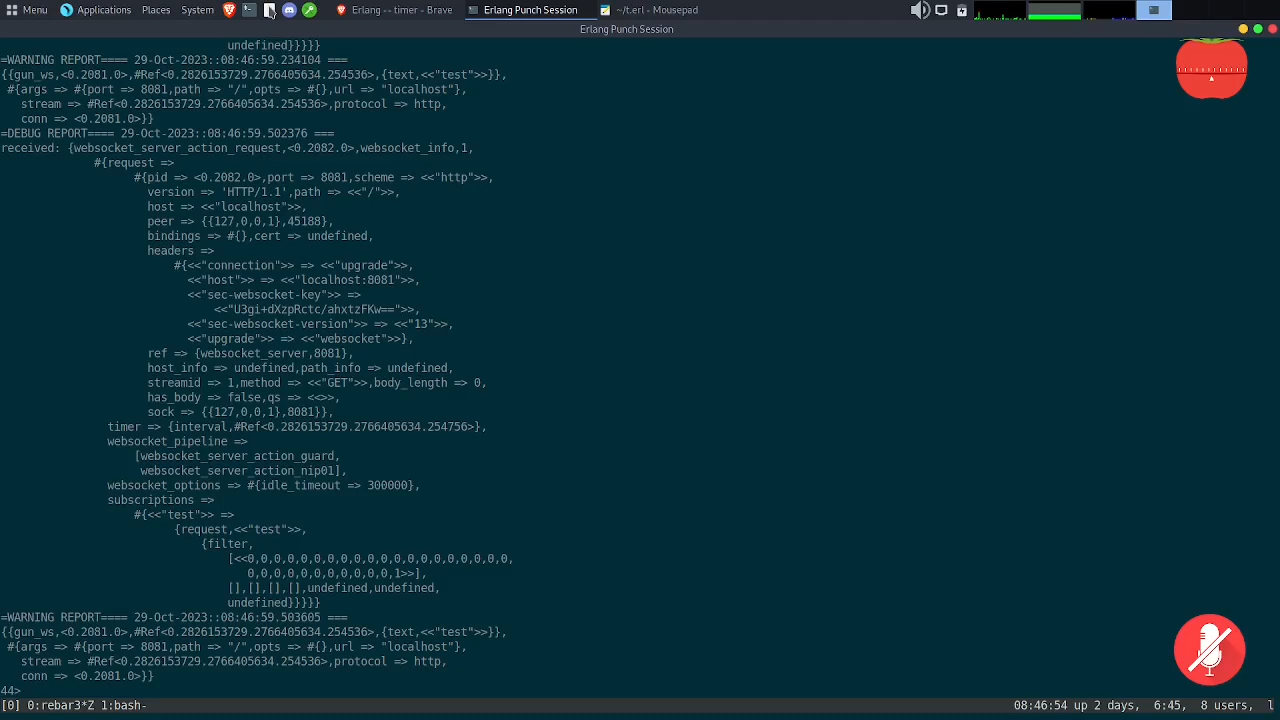 Menu Applications Places System Erlang -- timer - Brave Erlang Punch Session ~/t.erl - Mousepad
Erlang Punch Session
undefined}}}}}
=WARNING REPORT==== 29-Oct-2023::08:46:59.234104 ===
{{gun_ws,<0.2081.0>,#Ref<0.2826153729.2766405634.254536>,{text,<<"test">>}},
#{args => #{port => 8081,path => "/",opts => #{},url => "localhost"},
stream => #Ref<0.2826153729.2766405634.254536>,protocol => http,
conn => <0.2081.0>}}
=DEBUG REPORT==== 29-Oct-2023::08:46:59.502376 ===
received: {websocket_server_action_request,<0.2082.0>,websocket_info,1,
#{request =>
#{pid => <0.2082.0>,port => 8081,scheme => <<"http">>,
version => 'HTTP/1.1',path => <<"/">>,
host => <<"localhost">>,
peer => {{127,0,0,1},45188},
bindings => #{},cert => undefined,
headers =>
#{<<"connection">> => <<"upgrade">>,
<<"host">> => <<"localhost:8081">>,
<<"sec-websocket-key">> =>
<<"U3gi+dXzpRctc/ahxtzFKw==">>,
<<"sec-websocket-version">> => <<"13">>,
<<"upgrade">> => <<"websocket">>},
ref => {websocket_server,8081},
host_info => undefined,path_info => undefined,
streamid => 1,method => <<"GET">>,body_length => 0,
has_body => false,qs => <<>>,
sock => {{127,0,0,1},8081}},
timer => {interval,#Ref<0.2826153729.2766405634.254756>},
websocket_pipeline =>
[websocket_server_action_guard,
websocket_server_action_nip01],
websocket_options => #{idle_timeout => 300000},
subscriptions =>
#{<<"test">> =>
{request,<<"test">>,
{filter,
[<<0,0,0,0,0,0,0,0,0,0,0,0,0,0,0,0,0,0,0,0,
0,0,0,0,0,0,0,0,0,0,0,1>>],
[],[],[],[],undefined,undefined,
undefined}}}}}
=WARNING REPORT==== 29-Oct-2023::08:46:59.503605 ===
{{gun_ws,<0.2081.0>,#Ref<0.2826153729.2766405634.254536>,{text,<<"test">>}},
#{args => #{port => 8081,path => "/",opts => #{},url => "localhost"},
stream => #Ref<0.2826153729.2766405634.254536>,protocol => http,
conn => <0.2081.0>}}
44>
[0] 0:rebar3*Z 1:bash- 08:46:54 up 2 days, 6:45, 8 users, l